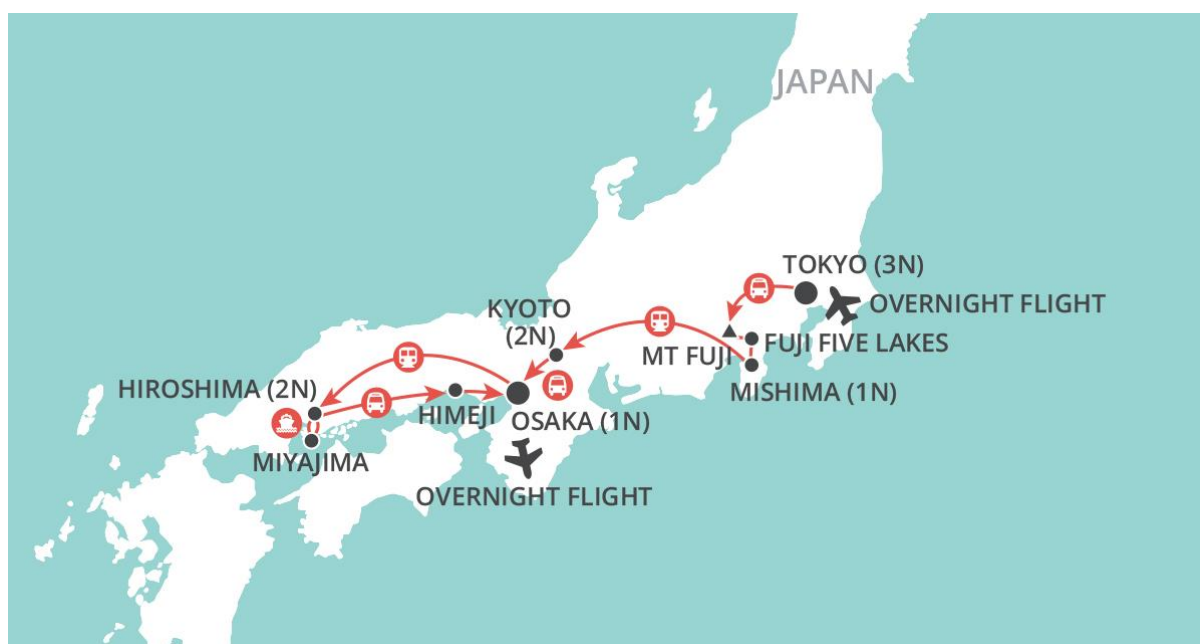 JAPAN
TOKYO (3N)
OVERNIGHT FLIGHT
KYOTO
(2N)
MT FUJI
FUJI FIVE LAKES
MISHIMA (1N)
HIROSHIMA (2N)
HIMEJI
OSAKA (1N)
MIYAJIMA
OVERNIGHT FLIGHT